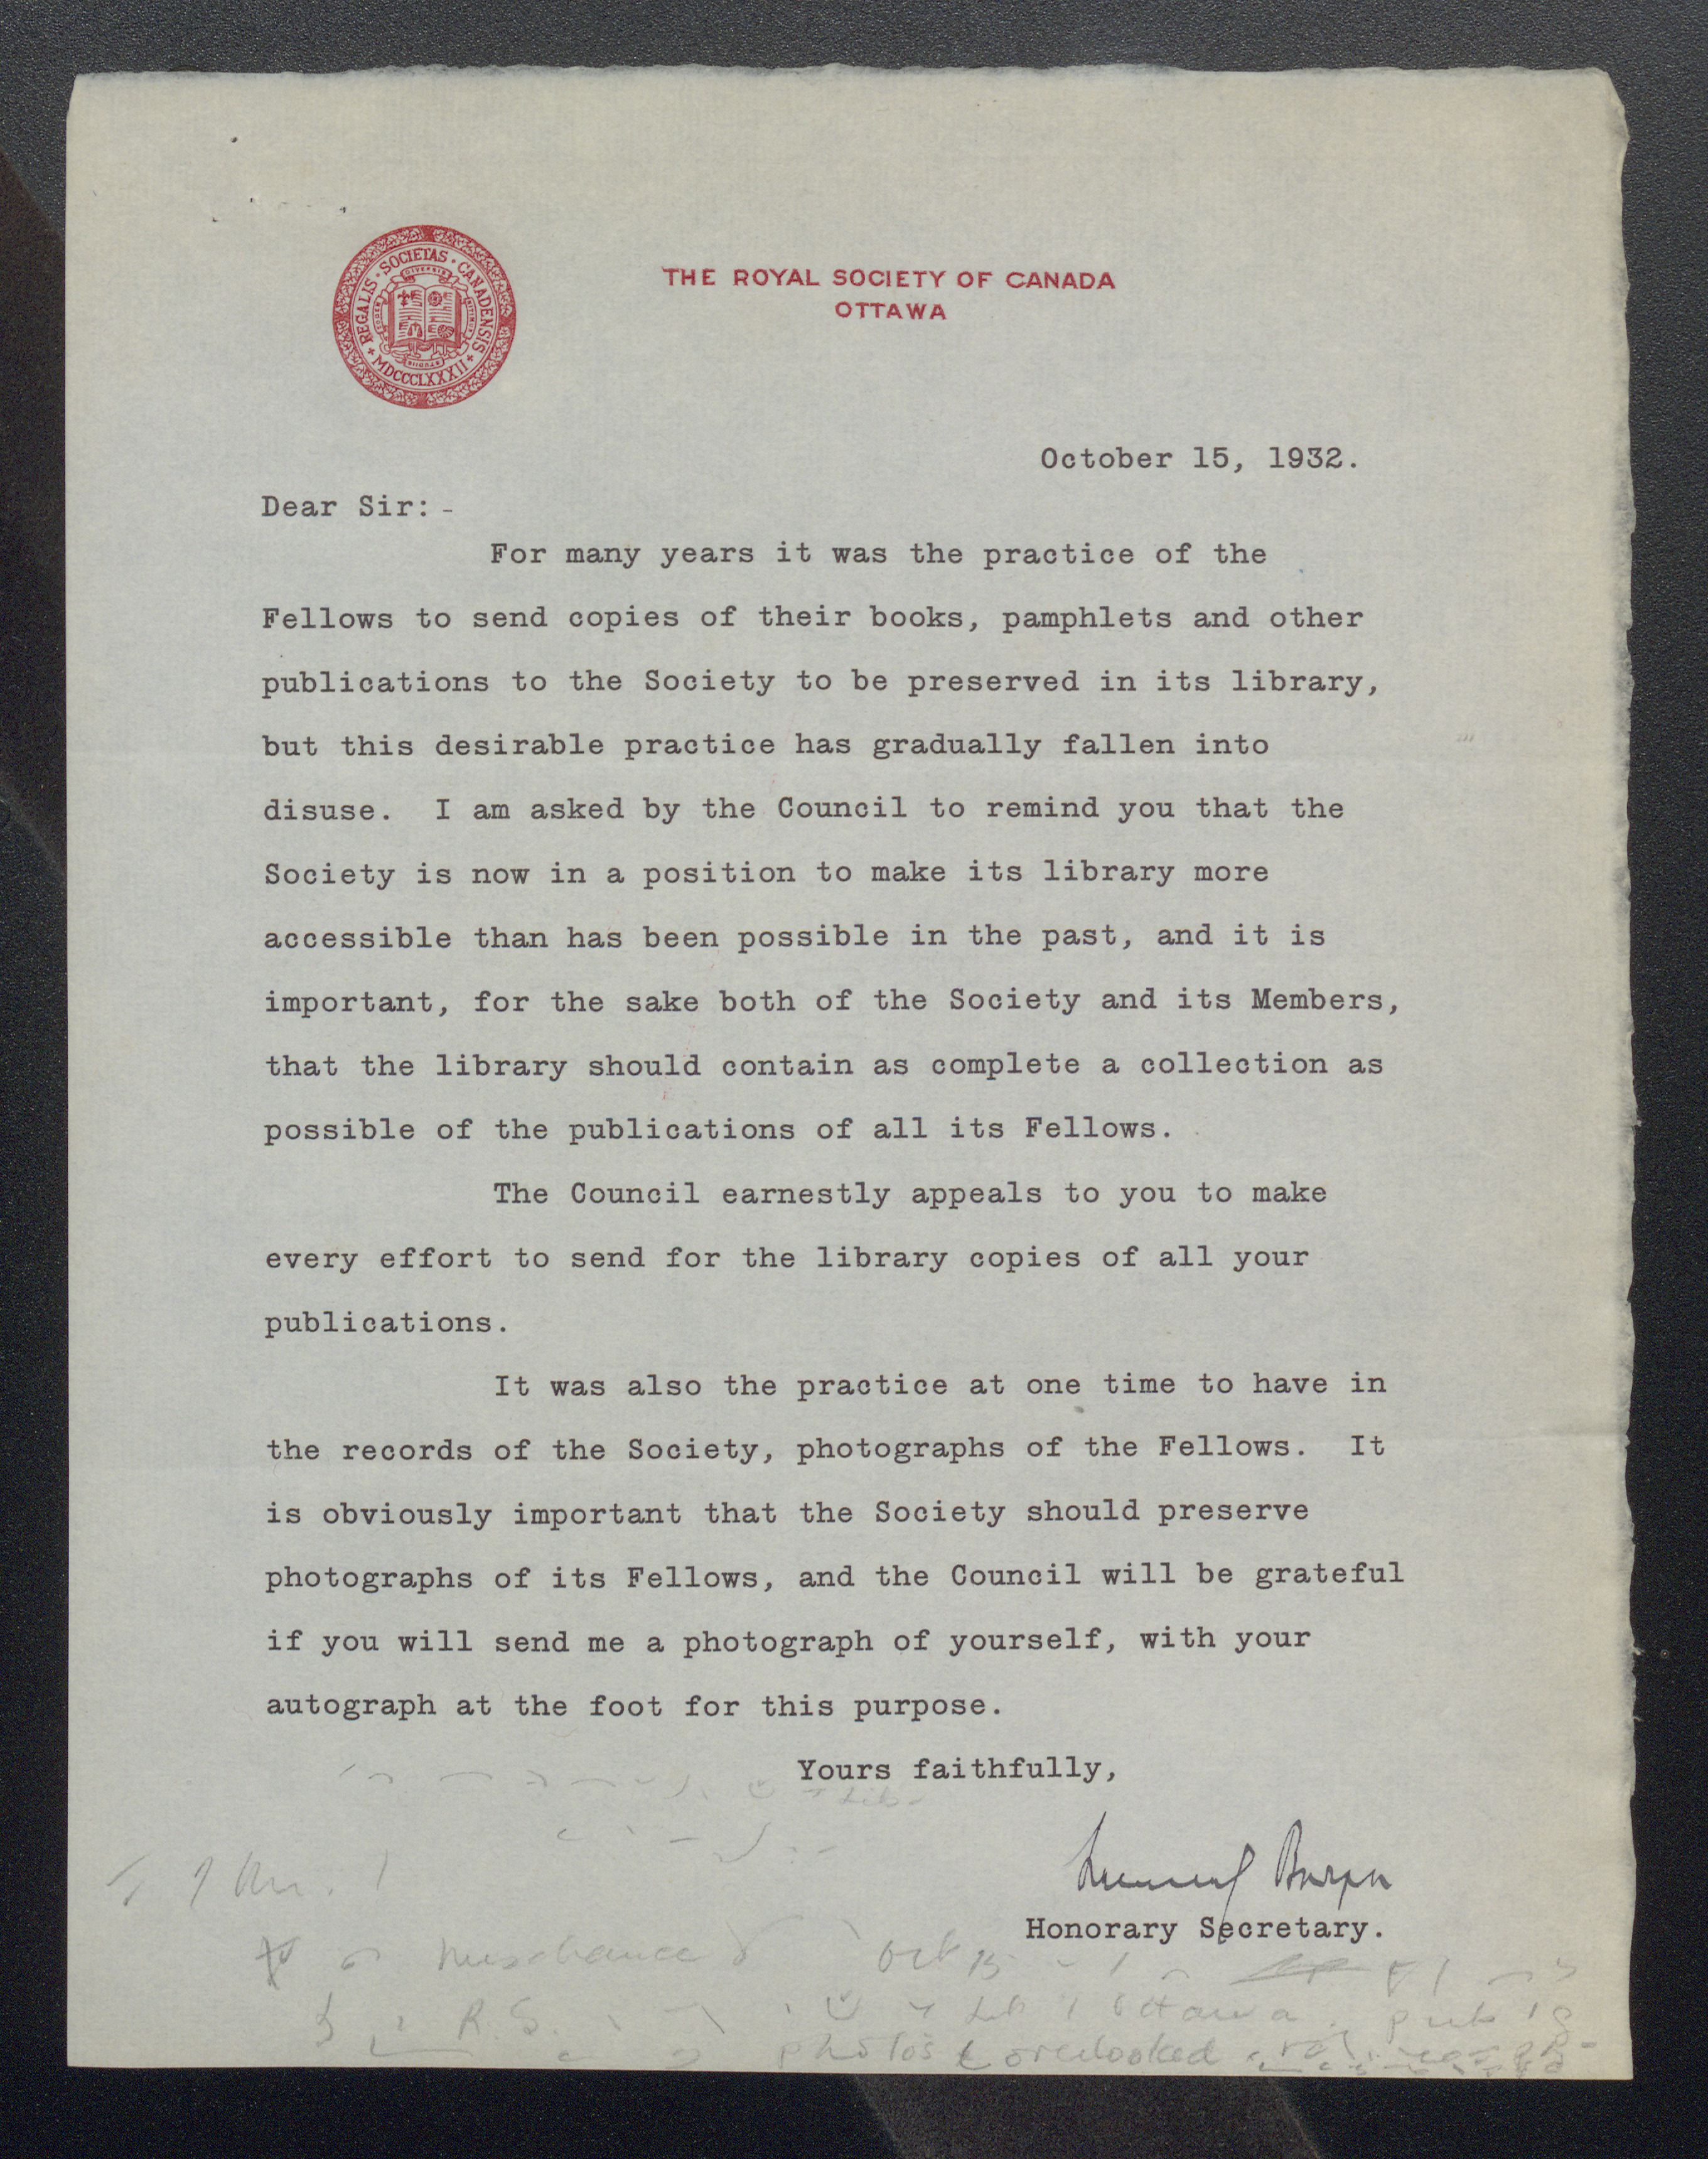 REGALIS · SOCIETAS · CANADENSIS
MDCCCLXXXII
THE ROYAL SOCIETY OF CANADA
OTTAWA
October 15, 1932.
Dear Sir:-
For many years it was the practice of the
Fellows to send copies of their books, pamphlets and other
publications to the Society to be preserved in its library,
but this desirable practice has gradually fallen into
disuse.  I am asked by the Council to remind you that the
Society is now in a position to make its library more
accessible than has been possible in the past, and it is
important, for the sake both of the Society and its Members,
that the library should contain as complete a collection as
possible of the publications of all its Fellows.
The Council earnestly appeals to you to make
every effort to send for the library copies of all your
publications.
It was also the practice at one time to have in
the records of the Society, photographs of the Fellows.  It
is obviously important that the Society should preserve
photographs of its Fellows, and the Council will be grateful
if you will send me a photograph of yourself, with your
autograph at the foot for this purpose.
Yours faithfully,
Honorary Secretary.
Oct 15
R.S. Ottawa
photos overlooked